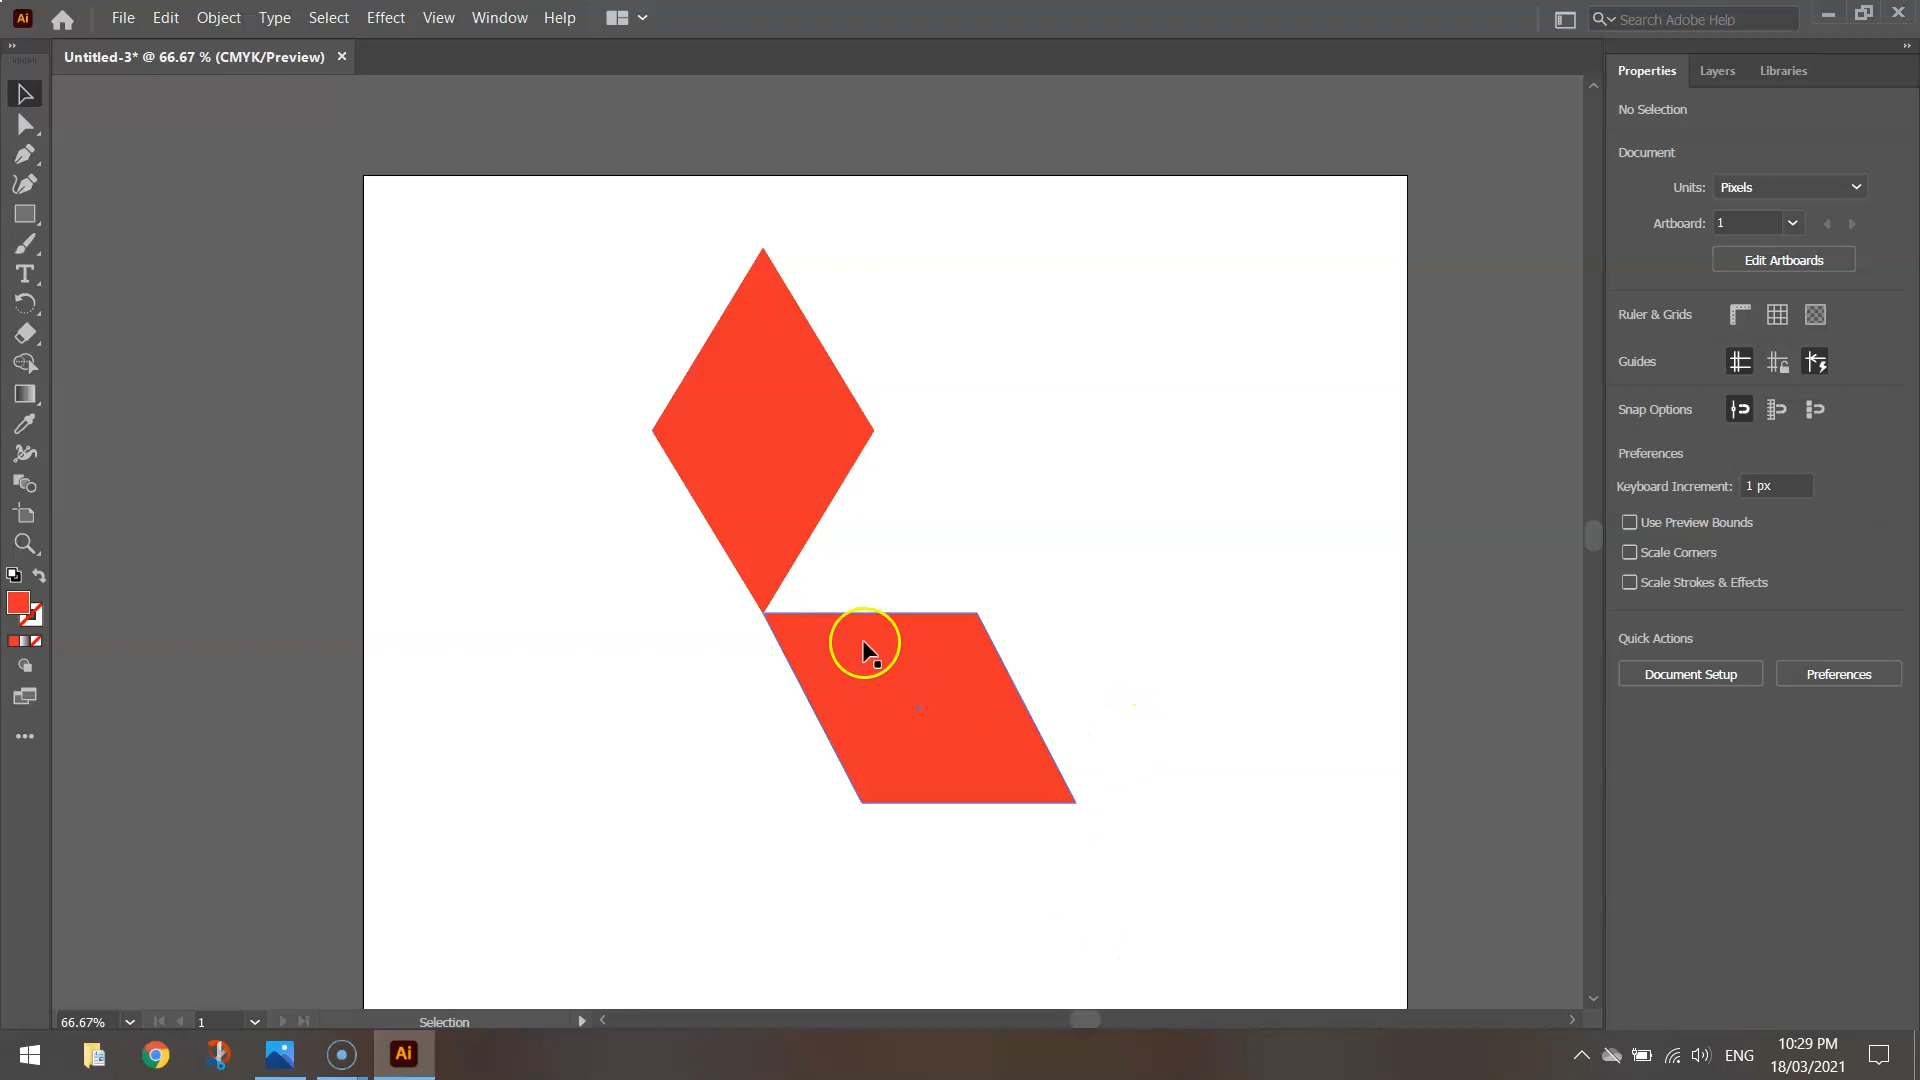 Ai File Edit Object Type Select Effect View Window Help Search Adobe Help
Untitled-3* @ 66.67 % (CMYK/Preview)
Properties Layers Libraries
No Selection
Document
Units: Pixels
Artboard: 1
Edit Artboards
Ruler & Grids
Guides
Snap Options
Preferences
Keyboard Increment: 1 px
Use Preview Bounds
Scale Corners
Scale Strokes & Effects
Quick Actions
Document Setup Preferences
66.67% 1 Selection
Ai ENG 10:29 PM
18/03/2021